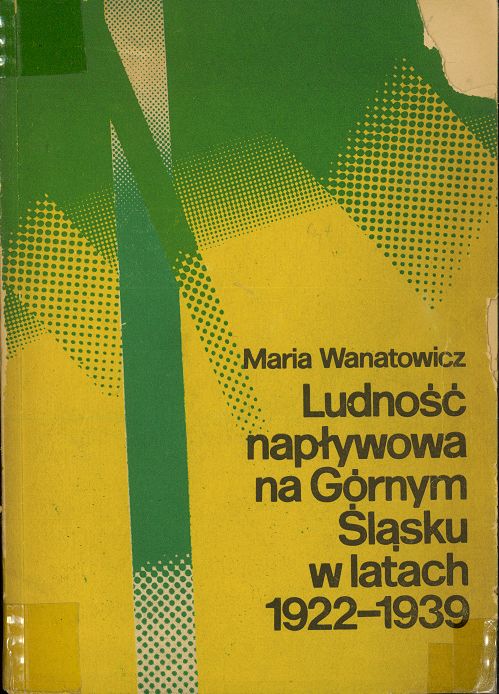 Maria Wanatowicz
Ludność
napływowa
na Górnym
Śląsku
w latach
1922–1939